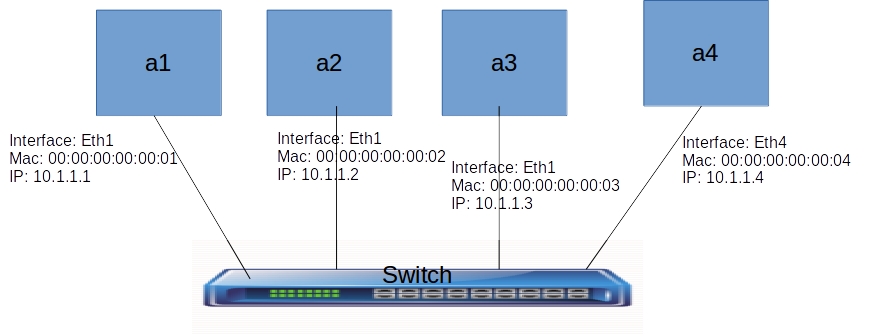 a1
a2
a3
a4
Interface: Eth1
Mac: 00:00:00:00:00:01
IP: 10.1.1.1
Interface: Eth1
Mac: 00:00:00:00:00:02
IP: 10.1.1.2
Interface: Eth1
Mac: 00:00:00:00:00:03
IP: 10.1.1.3
Interface: Eth4
Mac: 00:00:00:00:00:04
IP: 10.1.1.4
Switch